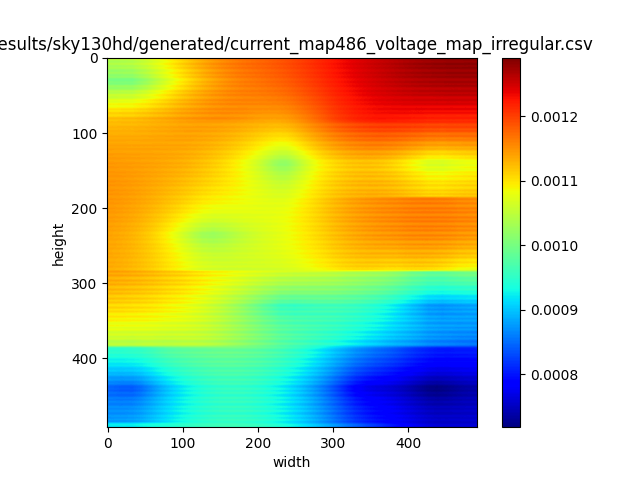 esults/sky130hd/generated/current_map486_voltage_map_irregular.csv
0
100
200
300
400
height
0 100 200 300 400
width
0.0012
0.0011
0.0010
0.0009
0.0008